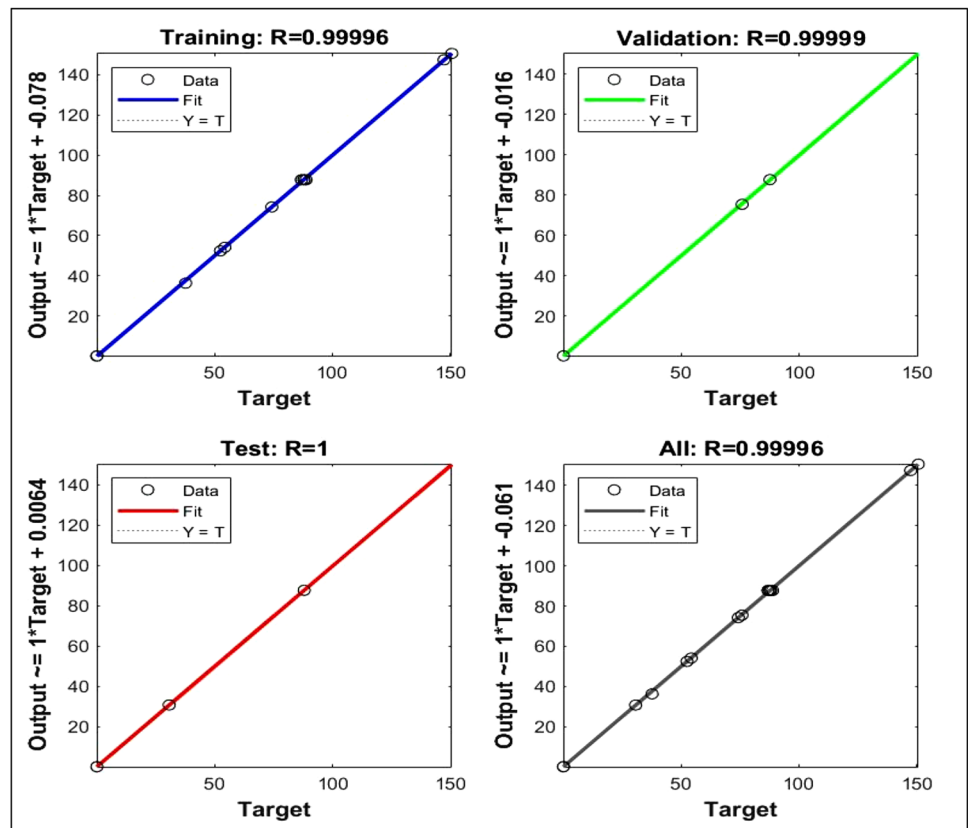 Training: R=0.99996
Output ~= 1*Target + -0.078
140
120
100
80
60
40
20
Data
Fit
Y = T
50
100
150
Target
Validation: R=0.99999
Output ~= 1*Target + -0.016
140
120
100
80
60
40
20
Data
Fit
Y = T
50
100
150
Target
Test: R=1
Output ~= 1*Target + 0.0064
140
120
100
80
60
40
20
Data
Fit
Y = T
50
100
150
Target
All: R=0.99996
Output ~= 1*Target + -0.061
140
120
100
80
60
40
20
Data
Fit
Y = T
50
100
150
Target